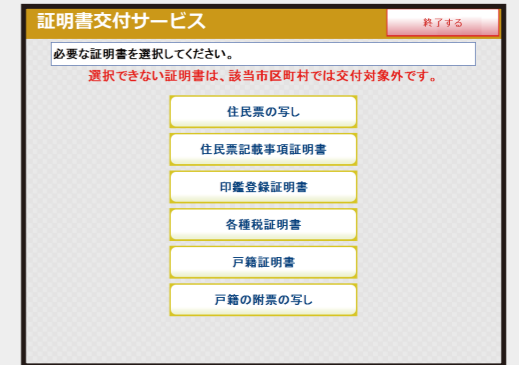 証明書交付サービス
終了する
必要な証明書を選択してください。
選択できない証明書は、該当市区町村では交付対象外です。
住民票の写し
住民票記載事項証明書
印鑑登録証明書
各種税証明書
戸籍証明書
戸籍の附票の写し